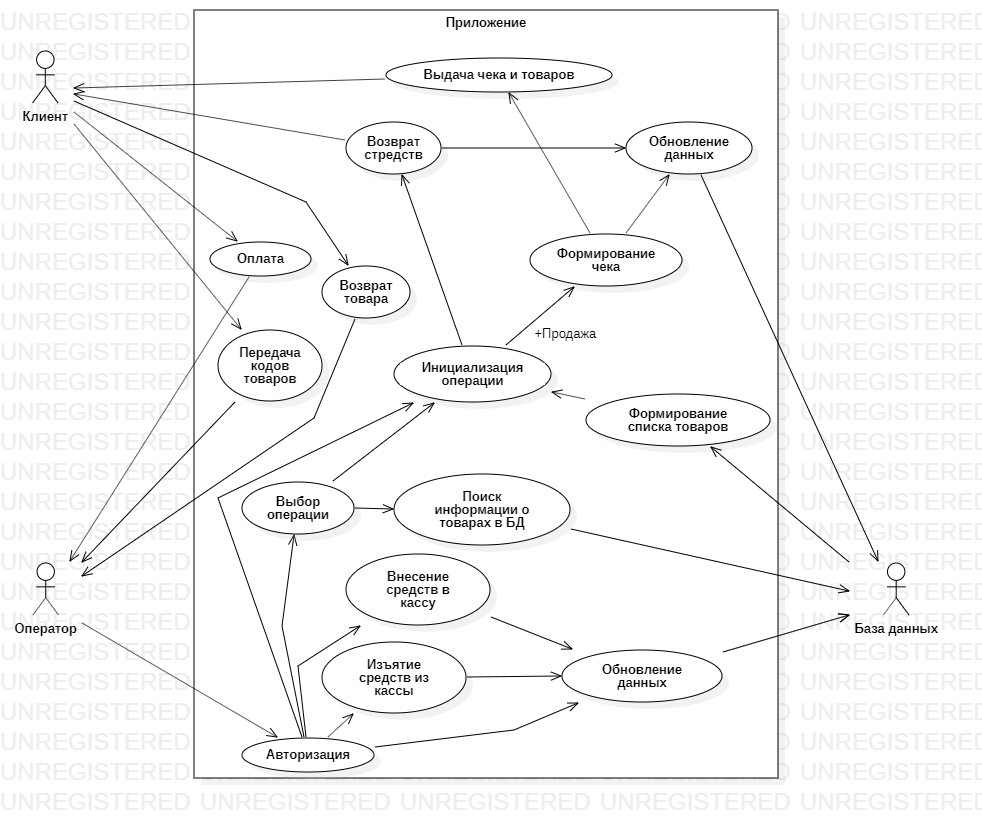 Приложение
Клиент
Выдача чека и товаров
Возврат
стредств
Обновление
данных
Оплата
Возврат
товара
Формирование
чека
+Продажа
Передача
кодов
товаров
Инициализация
операции
Формирование
списка товаров
Выбор
операции
Поиск
информации о
товарах в БД
Внесение
средств в
кассу
Оператор
База данных
Изъятие
средств из
кассы
Обновление
данных
Авторизация
UNREGISTERED UNREGISTERED UNREGISTERED UNREGISTERED UNREGISTERED